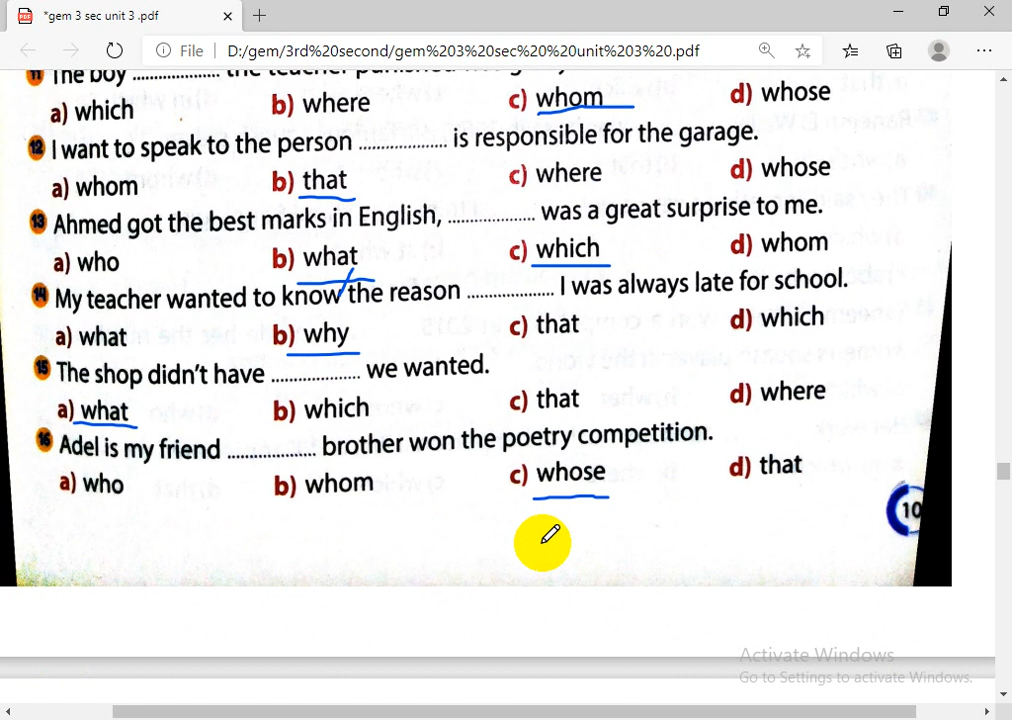 *gem 3 sec unit 3 .pdf
File D:/gem/3rd%20second/gem%203%20sec%20%20unit%203%20.pdf
11 The boy .................... the teacher punished
a) which b) where c) whom d) whose
12 I want to speak to the person .................... is responsible for the garage.
a) whom b) that c) where d) whose
13 Ahmed got the best marks in English, .................... was a great surprise to me.
a) who b) what c) which d) whom
14 My teacher wanted to know the reason .................... I was always late for school.
a) what b) why c) that d) which
15 The shop didn't have .................... we wanted.
a) what b) which c) that d) where
16 Adel is my friend .................... brother won the poetry competition.
a) who b) whom c) whose d) that
10
Activate Windows
Go to Settings to activate Windows.